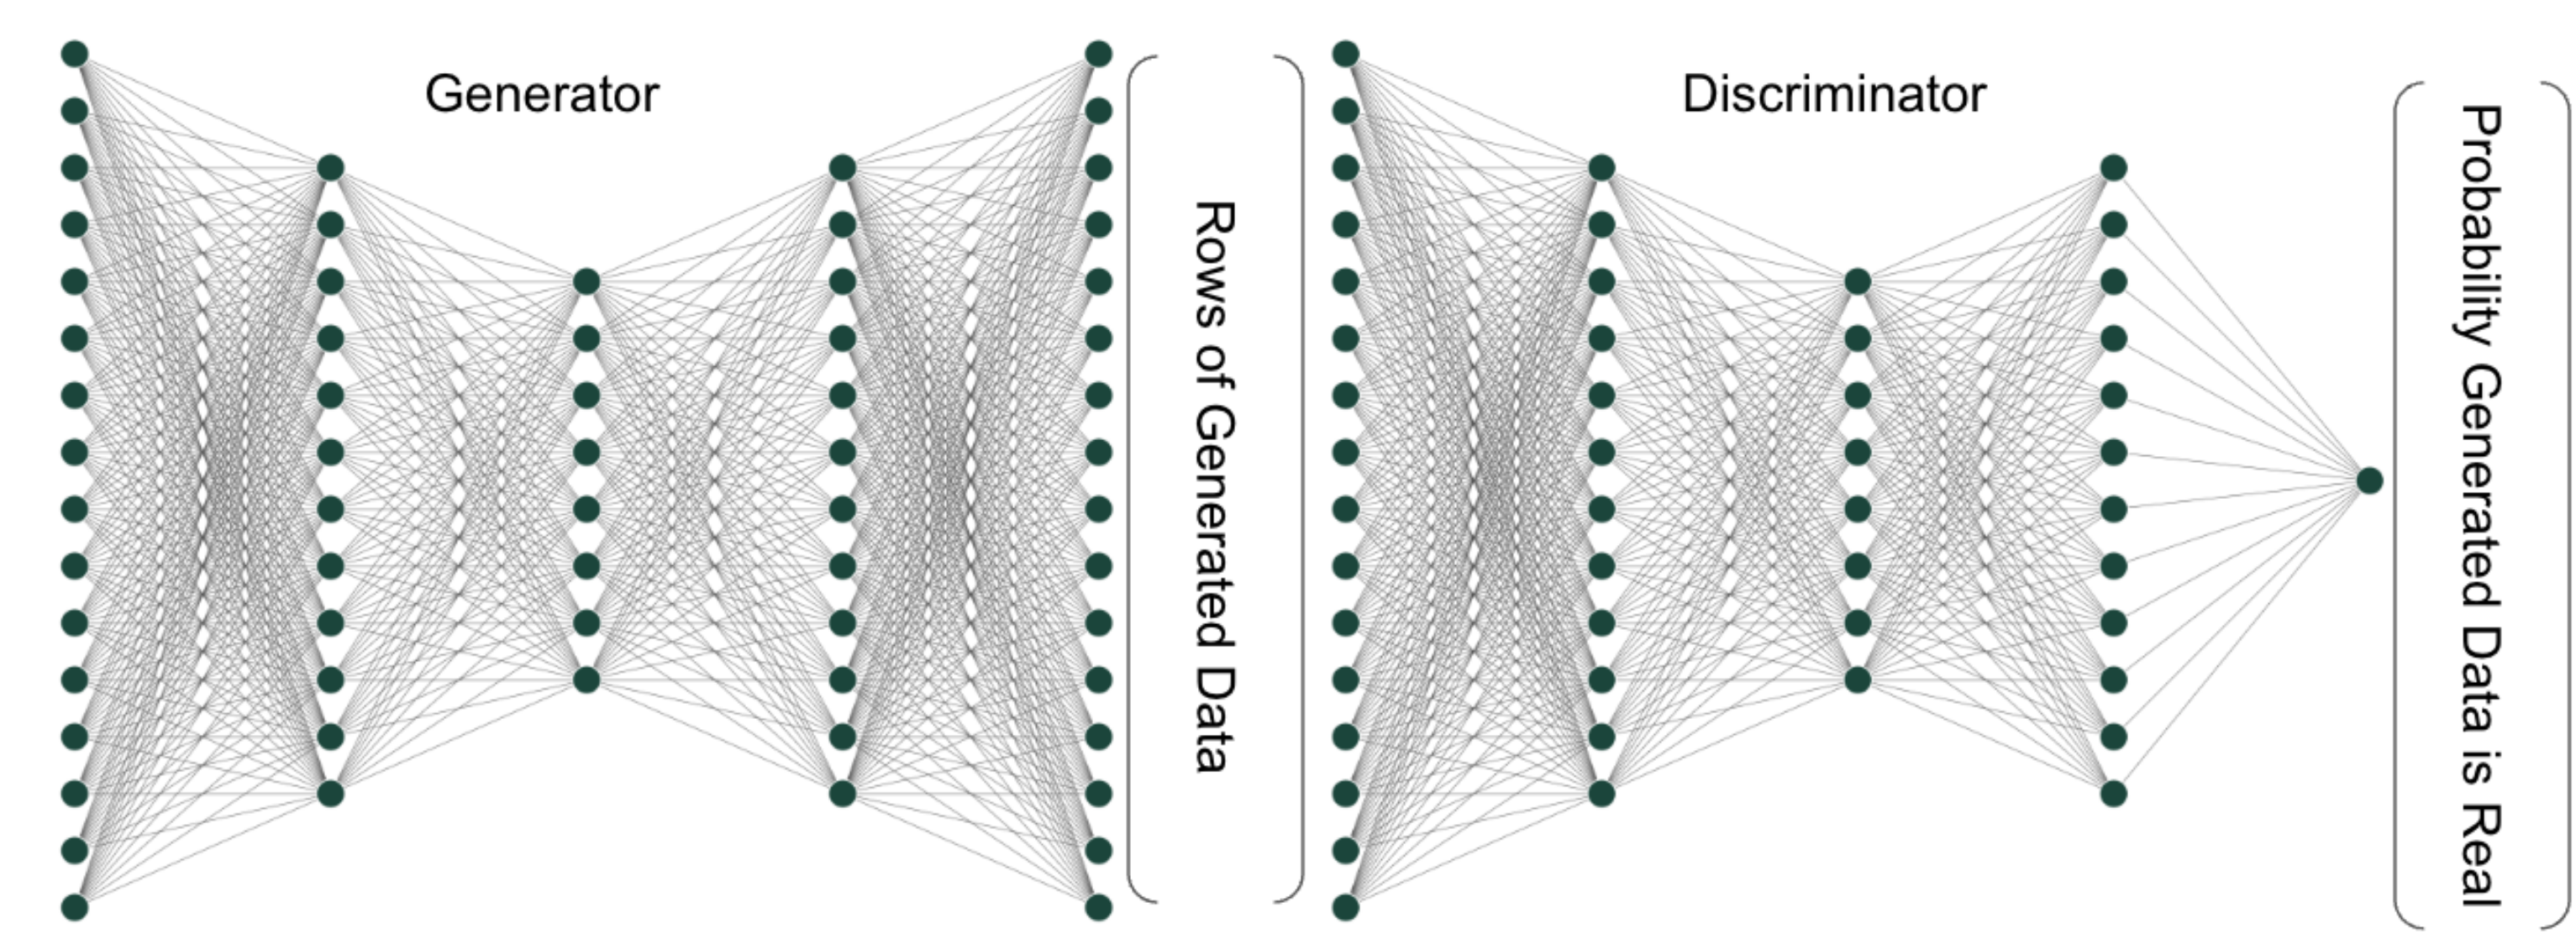 Generator
Rows of Generated Data
Discriminator
Probability Generated Data is Real